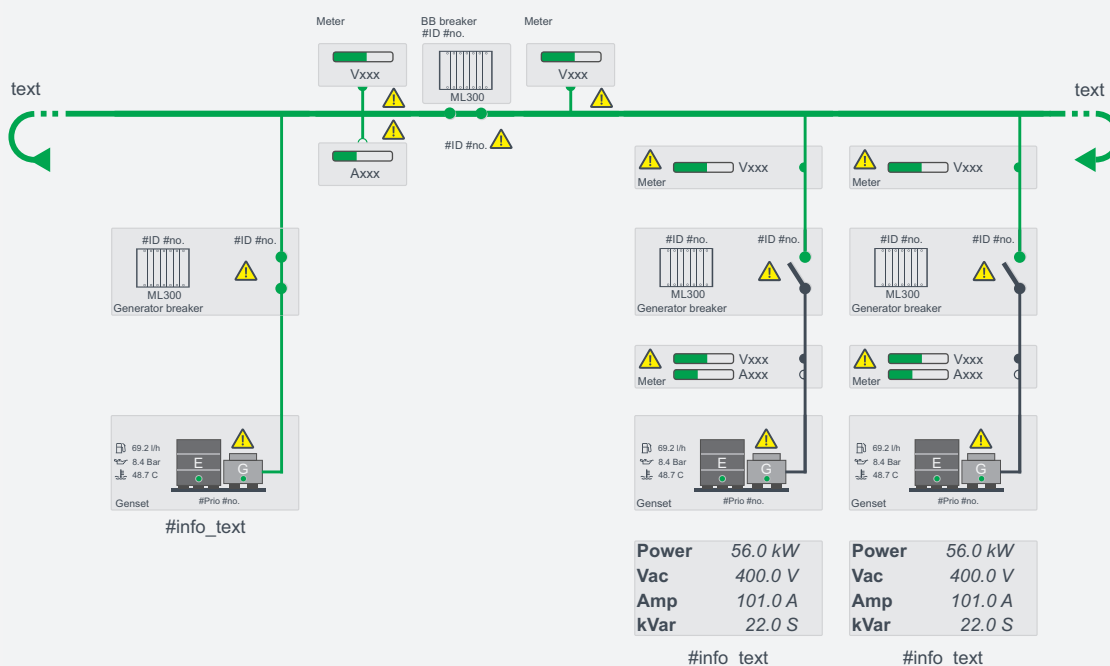 Meter
BB breaker
#ID #no.
Meter
Vxxx
ML300
Vxxx
text
text
#ID #no.
Axxx
Vxxx
Meter
Vxxx
Meter
#ID #no.
#ID #no.
ML300
Generator breaker
#ID #no.
#ID #no.
ML300
Generator breaker
#ID #no.
#ID #no.
ML300
Generator breaker
Vxxx
Axxx
Meter
Vxxx
Axxx
Meter
69.2 l/h
8.4 Bar
48.7 C
E
G
#Prio #no.
Genset
#info_text
69.2 l/h
8.4 Bar
48.7 C
E
G
#Prio #no.
Genset
69.2 l/h
8.4 Bar
48.7 C
E
G
#Prio #no.
Genset
Power 56.0 kW
Vac 400.0 V
Amp 101.0 A
kVar 22.0 S
#info_text
Power 56.0 kW
Vac 400.0 V
Amp 101.0 A
kVar 22.0 S
#info_text